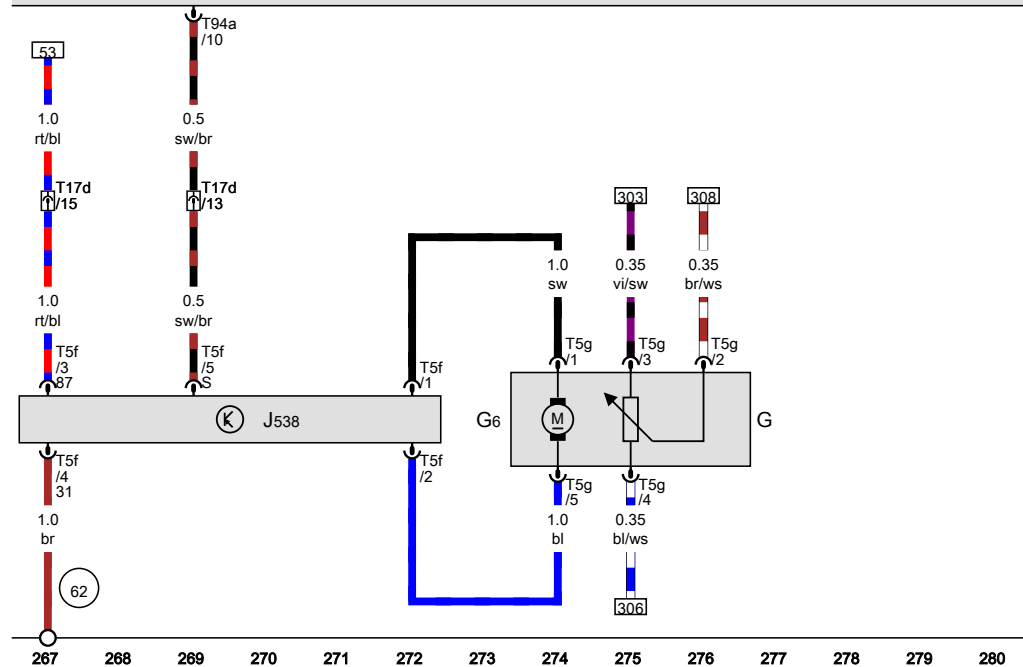 T94a
/10
53
1.0
rt/bl
0.5
sw/br
T17d
/15
T17d
/13
303
308
1.0
sw
0.35
vi/sw
0.35
br/ws
1.0
rt/bl
0.5
sw/br
T5f
/3
87
T5f
/5
S
T5f
/1
T5g
/1
T5g
/3
T5g
/2
J538
G6
M
G
T5f
/4
31
T5f
/2
T5g
/5
T5g
/4
1.0
br
1.0
bl
0.35
bl/ws
62
306
267 268 269 270 271 272 273 274 275 276 277 278 279 280